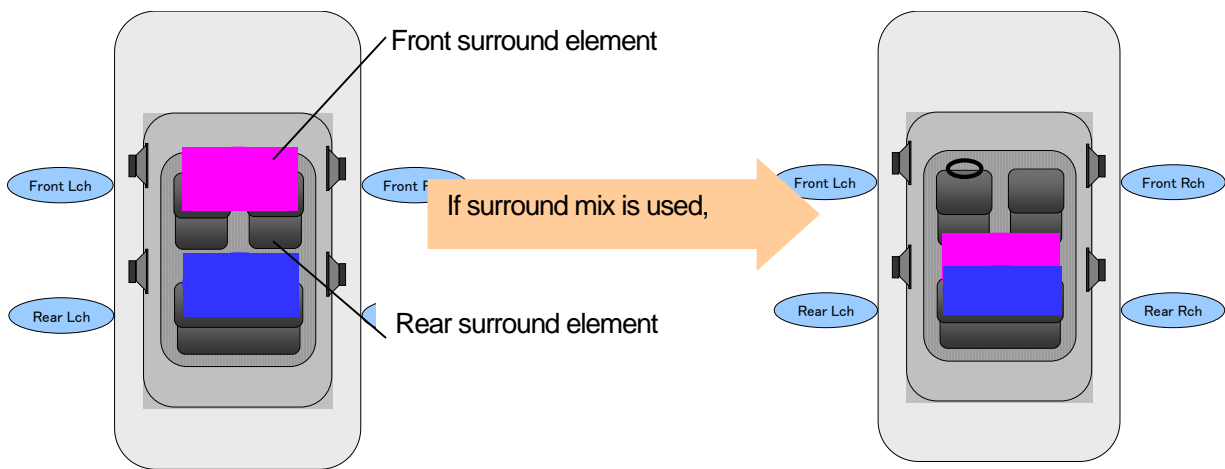 Front surround element
Front Lch
Front R
If surround mix is used,
Front Lch
Front Rch
Rear Lch
Rear surround element
Rear Lch
Rear Rch